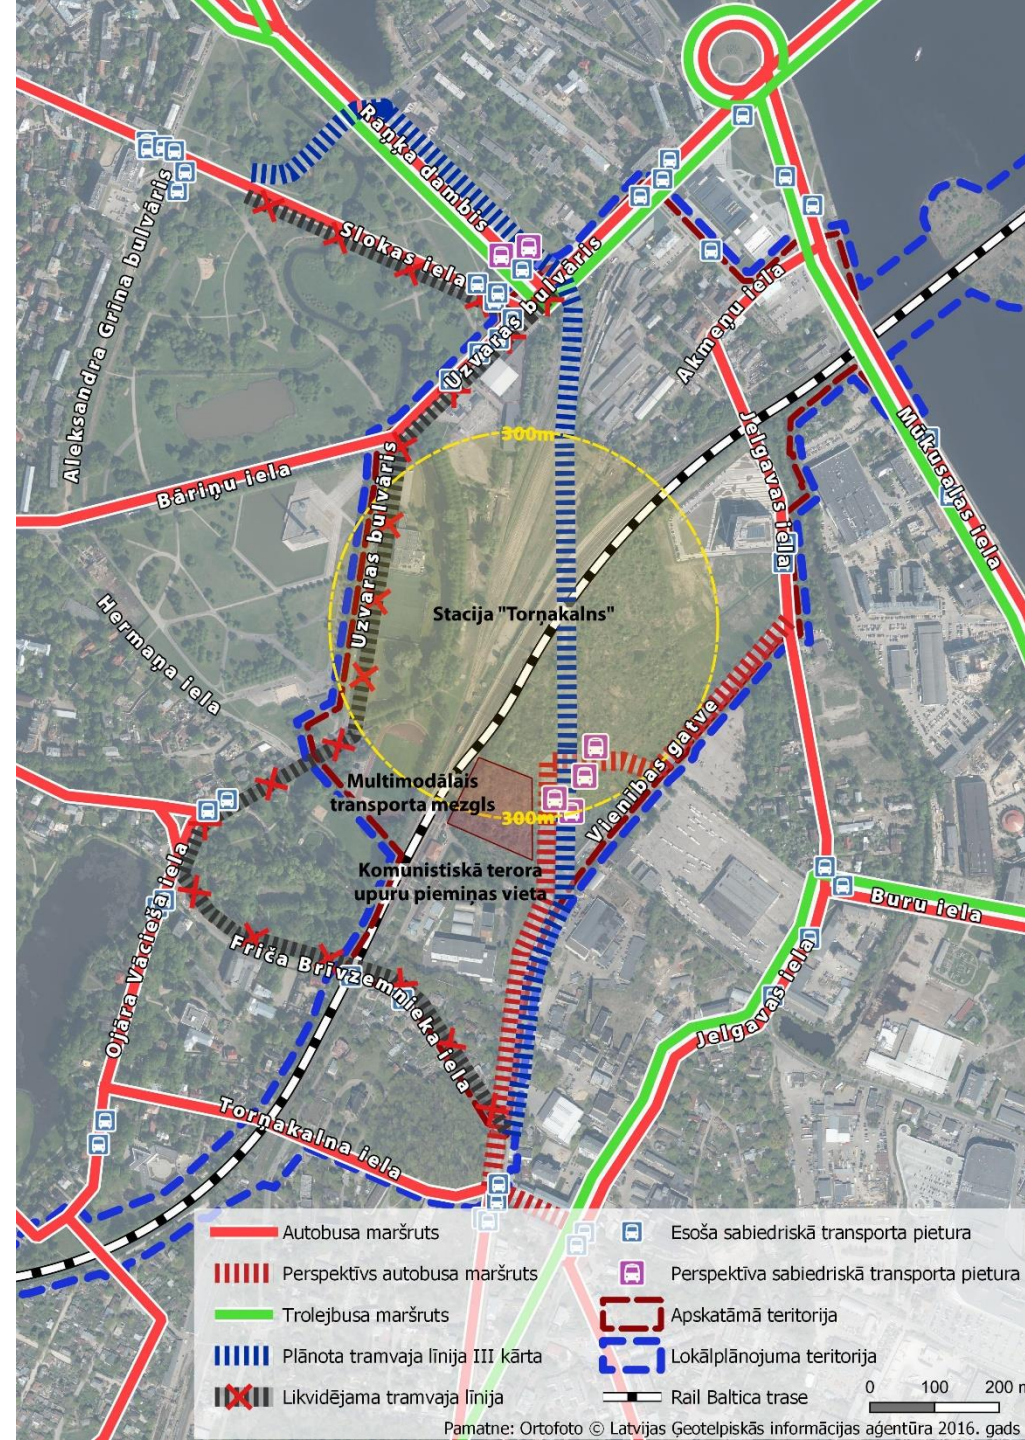 Rāņķa dambis
Slokas iela
Uzvaras bulvāris
Aleksandra Grīna bulvāris
Akmeņu iela
Mūkusalas iela
Jelgavas iela
300m
Bāriņu iela
Uzvaras bulvāris
Hermaņa iela
Stacija "Torņakalns"
Vienības gatve
Multimodālais
transporta mezgls
300m
Komunistiskā terora
upuru piemiņas vieta
Ojāra Vācieša iela
Friča Brīvzemnieka iela
Buru iela
Jelgavas iela
Torņakalna iela
Autobusa maršruts
Perspektīvs autobusa maršruts
Trolejbusa maršruts
Plānota tramvaja līnija III kārta
Likvidējama tramvaja līnija
Esoša sabiedriskā transporta pietura
Perspektīva sabiedriskā transporta pietura
Apskatāmā teritorija
Lokālplānojuma teritorija
Rail Baltica trase
0 100 200 m
Pamatne: Ortofoto © Latvijas Ģeotelpiskās informācijas aģentūra 2016. gads